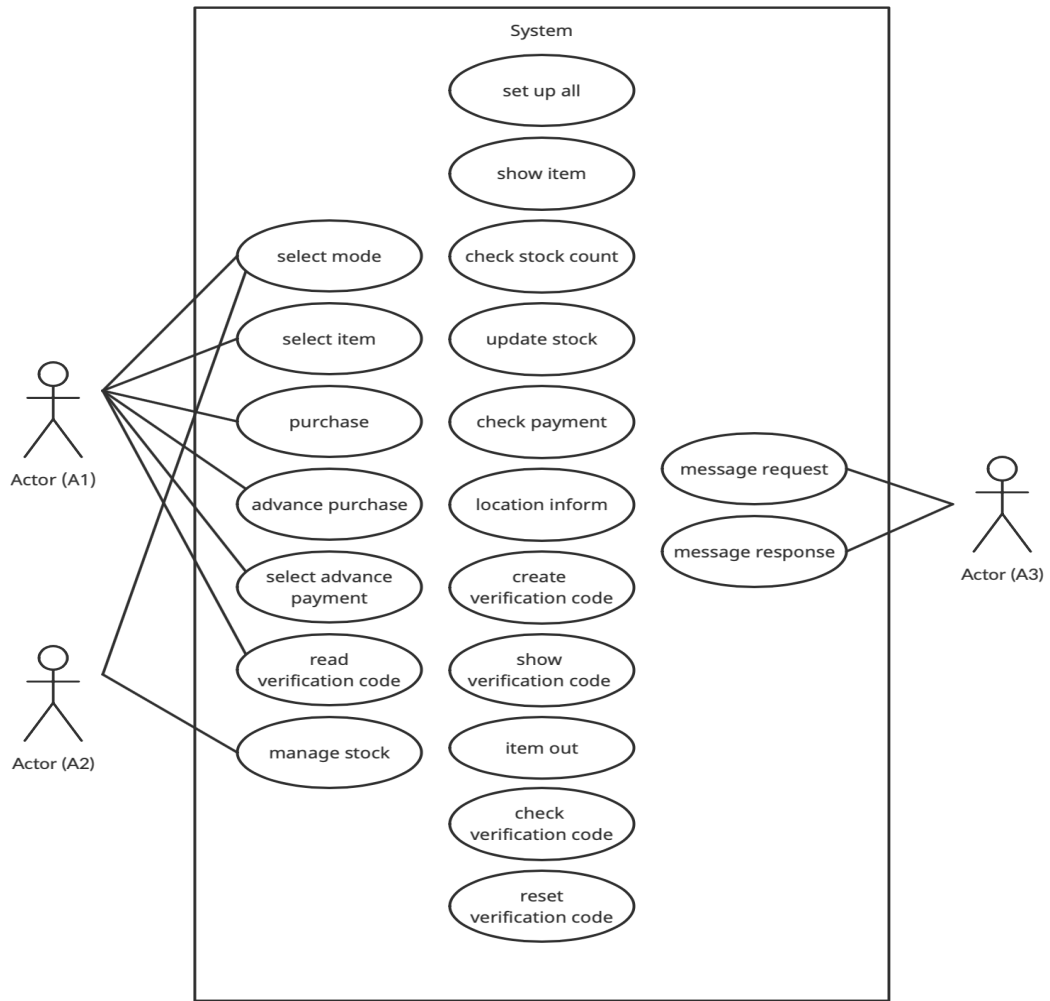 System
set up all
show item
select mode
check stock count
select item
update stock
purchase
check payment
message request
Actor (A1)
advance purchase
location inform
message response
Actor (A3)
select advance
payment
create
verification code
read
verification code
show
verification code
manage stock
item out
Actor (A2)
check
verification code
reset
verification code